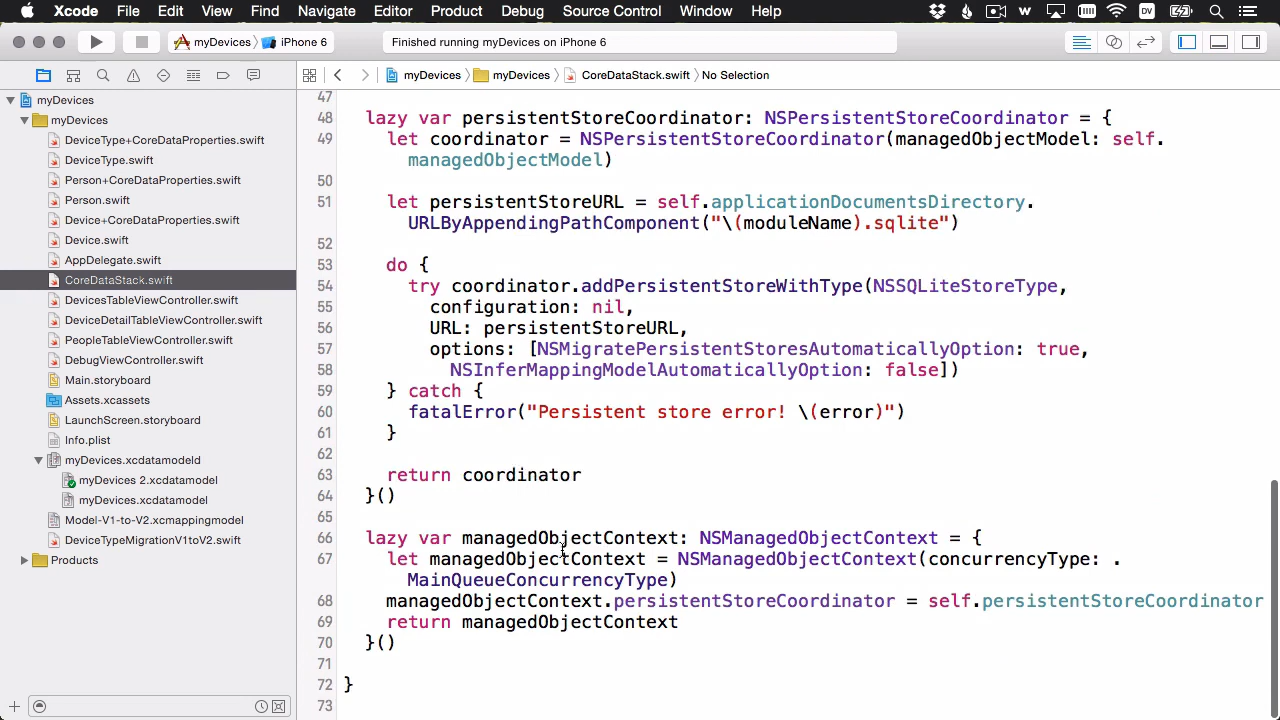 Xcode File Edit View Find Navigate Editor Product Debug Source Control Window Help
myDevices iPhone 6
Finished running myDevices on iPhone 6
myDevices myDevices CoreDataStack.swift No Selection
myDevices
myDevices
DeviceType+CoreDataProperties.swift
DeviceType.swift
Person+CoreDataProperties.swift
Person.swift
Device+CoreDataProperties.swift
Device.swift
AppDelegate.swift
CoreDataStack.swift
DevicesTableViewController.swift
DeviceDetailTableViewController.swift
PeopleTableViewController.swift
DebugViewController.swift
Main.storyboard
Assets.xcassets
LaunchScreen.storyboard
Info.plist
myDevices.xcdatamodeld
myDevices 2.xcdatamodel
myDevices.xcdatamodel
Model-V1-to-V2.xcmappingmodel
DeviceTypeMigrationV1toV2.swift
Products
47
48 lazy var persistentStoreCoordinator: NSPersistentStoreCoordinator = {
49 let coordinator = NSPersistentStoreCoordinator(managedObjectModel: self.
managedObjectModel)
50
51 let persistentStoreURL = self.applicationDocumentsDirectory.
URLByAppendingPathComponent("\(moduleName).sqlite")
52
53 do {
54 try coordinator.addPersistentStoreWithType(NSSQLiteStoreType,
55 configuration: nil,
56 URL: persistentStoreURL,
57 options: [NSMigratePersistentStoresAutomaticallyOption: true,
58 NSInferMappingModelAutomaticallyOption: false])
59 } catch {
60 fatalError("Persistent store error! \(error)")
61 }
62
63 return coordinator
64 }()
65
66 lazy var managedObjectContext: NSManagedObjectContext = {
67 let managedObjectContext = NSManagedObjectContext(concurrencyType: .
MainQueueConcurrencyType)
68 managedObjectContext.persistentStoreCoordinator = self.persistentStoreCoordinator
69 return managedObjectContext
70 }()
71
72 }
73